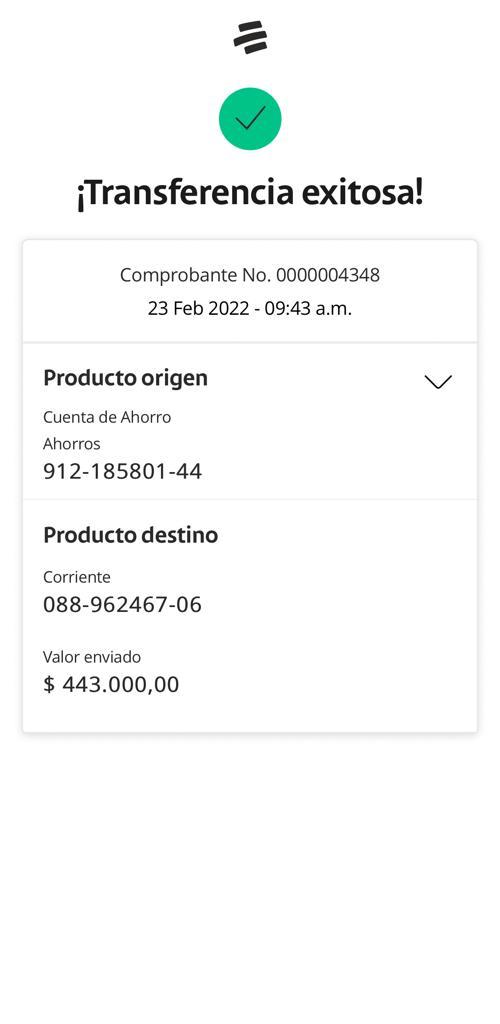 ¡Transferencia exitosa!
Comprobante No. 0000004348
23 Feb 2022 - 09:43 a.m.
Producto origen
Cuenta de Ahorro
Ahorros
912-185801-44
Producto destino
Corriente
088-962467-06
Valor enviado
$ 443.000,00